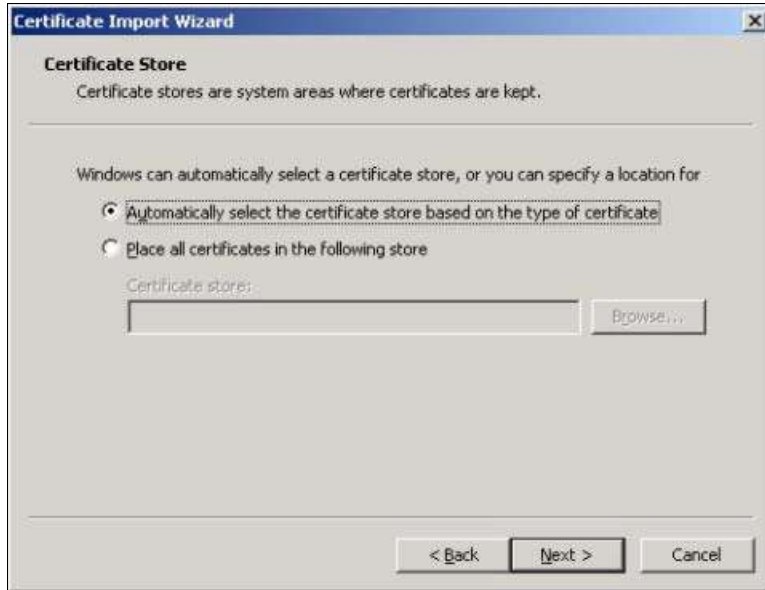 Certificate Import Wizard
Certificate Store
Certificate stores are system areas where certificates are kept.
Windows can automatically select a certificate store, or you can specify a location for
Automatically select the certificate store based on the type of certificate
Place all certificates in the following store
Certificate store:
Browse...
< Back Next > Cancel